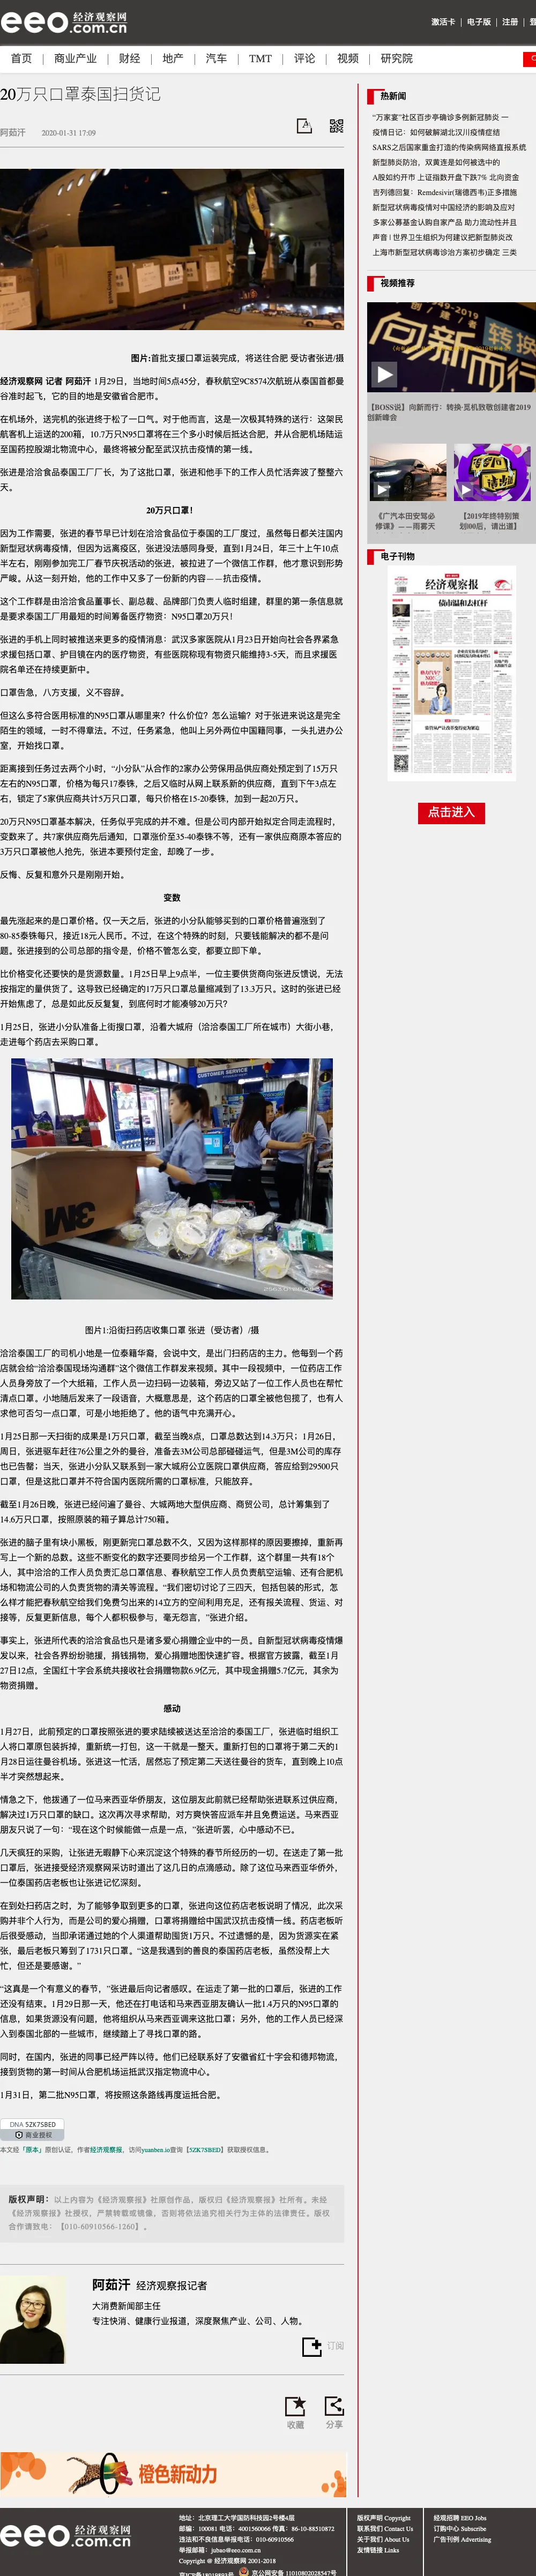 eeo 经济观察网
.com.cn
激活卡 | 电子版 | 注册 |
首页 | 商业产业 | 财经 | 地产 | 汽车 | TMT | 评论 | 视频 | 研究院
20万只口罩泰国扫货记
阿茹汗 2020-01-31 17:09
图片:首批支援口罩运装完成，将送往合肥 受访者张进/摄
经济观察网 记者 阿茹汗 1月29日，当地时间5点45分，春秋航空9C8574次航班从泰国首都曼
谷准时起飞，它的目的地是安徽省合肥市。
在机场外，送完机的张进终于松了一口气。对于他而言，这是一次极其特殊的送行：这架民
航客机上运送的200箱，10.7万只N95口罩将在三个多小时候后抵达合肥，并从合肥机场陆运
至国药控股湖北物流中心，最终将被分配至武汉抗击疫情的第一线。
张进是洽洽食品泰国工厂厂长，为了这批口罩，张进和他手下的工作人员忙活奔波了整整六
天。
20万只口罩！
因为工作需要，张进的春节早已计划在洽洽食品位于泰国的工厂度过，虽然每日都关注国内
新型冠状病毒疫情，但因为远离疫区，张进没法感同身受，直到1月24日，年三十上午10点
半左右，刚刚参加完工厂春节庆祝活动的张进，被拉进了一个微信工作群，他才意识到形势
严峻。从这一刻开始，他的工作中又多了一份新的内容——抗击疫情。
这个工作群是由洽洽食品董事长、副总裁、品牌部门负责人临时组建，群里的第一条信息就
是要求泰国工厂用最短的时间筹备医疗物资：N95口罩20万只！
张进的手机上同时被推送来更多的疫情消息：武汉多家医院从1月23日开始向社会各界紧急
求援包括口罩、护目镜在内的医疗物资，有些医院称现有物资只能维持3-5天，而且求援医
院名单还在持续更新中。
口罩告急，八方支援，义不容辞。
但这么多符合医用标准的N95口罩从哪里来？什么价位？怎么运输？对于张进来说这是完全
陌生的领域，一时不得章法。不过，任务紧急，他叫上另外两位中国籍同事，一头扎进办公
室，开始找口罩。
距离接到任务过去两个小时，“小分队”从合作的2家办公劳保用品供应商处预定到了15万只
左右的N95口罩，价格为每只17泰铢，之后又临时从网上联系新的供应商，直到下午3点左
右，锁定了5家供应商共计5万只口罩，每只价格在15-20泰铢，加到一起20万只。
20万只N95口罩基本解决，任务似乎完成的并不难。但是公司内部开始拟定合同走流程时，
变数来了。共7家供应商先后通知，口罩涨价至35-40泰铢不等，还有一家供应商原本答应的
3万只口罩被他人抢先，张进本要预付定金，却晚了一步。
反悔、反复和意外只是刚刚开始。
变数
最先涨起来的是口罩价格。仅一天之后，张进的小分队能够买到的口罩价格普遍涨到了
80-85泰铢每只，接近18元人民币。不过，在这个特殊的时刻，只要钱能解决的都不是问
题。张进接到的公司总部的指令是，价格不管怎么变，都要立即下单。
比价格变化还要快的是货源数量。1月25日早上9点半，一位主要供货商向张进反馈说，无法
按指定的量供货了。这导致已经确定的17万只口罩总量缩减到了13.3万只。这时的张进已经
开始焦虑了，总是如此反反复复，到底何时才能凑够20万只？
1月25日，张进小分队准备上街搜口罩，沿着大城府（洽洽泰国工厂所在城市）大街小巷，
走进每个药店去采购口罩。
3M
图片1:沿街扫药店收集口罩 张进（受访者）/摄
洽洽泰国工厂的司机小地是一位泰籍华裔，会说中文，是出门扫药店的主力。他每到一个药
店就会给“洽洽泰国现场沟通群”这个微信工作群发来视频。其中一段视频中，一位药店工作
人员身旁放了一个大纸箱，工作人员一边扫码一边装箱，旁边又站了一位工作人员也在帮忙
清点口罩。小地随后发来了一段语音，大概意思是，这个药店的口罩全被他包揽了，也有人
求他可否匀一点口罩，可是小地拒绝了。他的语气中充满开心。
1月25日那一天扫街的成果是1万只口罩，截至当晚8点，口罩总数达到14.3万只；1月26日，
周日，张进驱车赶往76公里之外的曼谷，准备去3M公司总部碰碰运气，但是3M公司的库存
也已告罄；当天，张进小分队又联系到一家大城府公立医院口罩供应商，答应给到29500只
口罩，但是这批口罩并不符合国内医院所需的口罩标准，只能放弃。
截至1月26日晚，张进已经问遍了曼谷、大城两地大型供应商、商贸公司，总计筹集到了
14.6万只口罩，按照原装的箱子算总计750箱。
张进的脑子里有块小黑板，刚更新完口罩总数不久，又因为这样那样的原因要擦掉，重新再
写上一个新的总数。这些不断变化的数字还要同步给另一个工作群，这个群里一共有18个
人，其中洽洽的工作人员负责汇总口罩信息、春秋航空工作人员负责航空运输、还有合肥机
场和物流公司的人负责货物的清关等流程。“我们密切讨论了三四天，包括包装的形式，怎
么样才能把春秋航空给我们免费匀出来的14立方的空间利用充足，还有报关流程、货运、对
接等，反复更新信息，每个人都积极参与，毫无怨言，”张进介绍。
事实上，张进所代表的洽洽食品也只是诸多爱心捐赠企业中的一员。自新型冠状病毒疫情爆
发以来，社会各界纷纷驰援，捐钱捐物，爱心捐赠地图快速扩容。根据官方披露，截至1月
27日12点，全国红十字会系统共接收社会捐赠物款6.9亿元，其中现金捐赠5.7亿元，其余为
物资捐赠。
感动
1月27日，此前预定的口罩按照张进的要求陆续被送达至洽洽的泰国工厂，张进临时组织工
人将口罩原包装拆掉，重新统一打包，这一干就是一整天。重新打包的口罩将于第二天的1
月28日运往曼谷机场。张进这一忙活，居然忘了预定第二天送往曼谷的货车，直到晚上10点
半才突然想起来。
情急之下，他拨通了一位马来西亚华侨朋友，这位朋友此前就已经帮助张进联系过供应商，
解决过1万只口罩的缺口。这次再次寻求帮助，对方爽快答应派车并且免费运送。马来西亚
朋友只说了一句：“现在这个时候能做一点是一点，”张进听罢，心中感动不已。
几天疯狂的采购，让张进无暇静下心来沉淀这个特殊的春节所经历的一切。在送走了第一批
口罩后，张进接受经济观察网采访时道出了这几日的点滴感动。除了这位马来西亚华侨外，
一位泰国药店老板也让张进记忆深刻。
在到处扫药店之时，为了能够争取到更多的口罩，张进向这位药店老板说明了情况，此次采
购并非个人行为，而是公司的爱心捐赠，口罩将捐赠给中国武汉抗击疫情一线。药店老板听
后很受感动，当即承诺通过她的个人渠道帮助囤货1万只。不过遗憾的是，因为货源实在紧
张，最后老板只筹到了1731只口罩。“这是我遇到的善良的泰国药店老板，虽然没帮上大
忙，但还是要感谢。”
“这真是一个有意义的春节，”张进最后向记者感叹。在运走了第一批的口罩后，张进的工作
还没有结束。1月29日那一天，他还在打电话和马来西亚朋友确认一批1.4万只的N95口罩的
信息，如果货源没有问题，他将组织从马来西亚调来这批口罩；另外，他的工作人员已经深
入到泰国北部的一些城市，继续踏上了寻找口罩的路。
同时，在国内，张进的同事已经严阵以待。他们已经联系好了安徽省红十字会和德邦物流，
接到货物的第一时间从合肥机场运抵武汉指定物流中心。
1月31日，第二批N95口罩，将按照这条路线再度运抵合肥。
DNA 5ZK7SBED
商业授权
本文经「原本」原创认证，作者经济观察报，访问yuanben.io查询【5ZK7SBED】获取授权信息。
版权声明：以上内容为《经济观察报》社原创作品，版权归《经济观察报》社所有。未经
《经济观察报》社授权，严禁转载或镜像，否则将依法追究相关行为主体的法律责任。版权
合作请致电：【010-60910566-1260】。
阿茹汗 经济观察报记者
大消费新闻部主任
专注快消、健康行业报道，深度聚焦产业、公司、人物。
订阅
收藏 分享
橙色新动力
热新闻
“万家宴”社区百步亭确诊多例新冠肺炎 一
疫情日记：如何破解湖北汉川疫情症结
SARS之后国家重金打造的传染病网络直报系统
新型肺炎防治，双黄连是如何被选中的
A股如约开市 上证指数开盘下跌7% 北向资金
吉列德回复：Remdesivir(瑞德西韦)正多措施
新型冠状病毒疫情对中国经济的影响及应对
多家公募基金认购自家产品 助力流动性并且
声音 | 世界卫生组织为何建议把新型肺炎改
上海市新型冠状病毒诊治方案初步确定 三类
视频推荐
向新而行
转换
【BOSS说】向新而行：转换·觅机致敬创建者2019
创新峰会
《广汽本田安驾必
修课》——雨雾天
【2019年终特别策
划|00后，请出道】
电子刊物
经济观察报
债市温和去杠杆
点击进入
eeo 经济观察网
.com.cn
地址：北京理工大学国防科技园2号楼4层
邮编：100081 电话：4001560066 传真：86-10-88510872
违法和不良信息举报电话：010-60910566
举报邮箱：jubao@eeo.com.cn
Copyright @ 经济观察网 2001-2018
京ICP备18019883号 京公网安备 11010802028547号
版权声明 Copyright
联系我们 Contact Us
关于我们 About Us
友情链接 Links
经观招聘 EEO Jobs
订购中心 Subscribe
广告刊例 Advertising